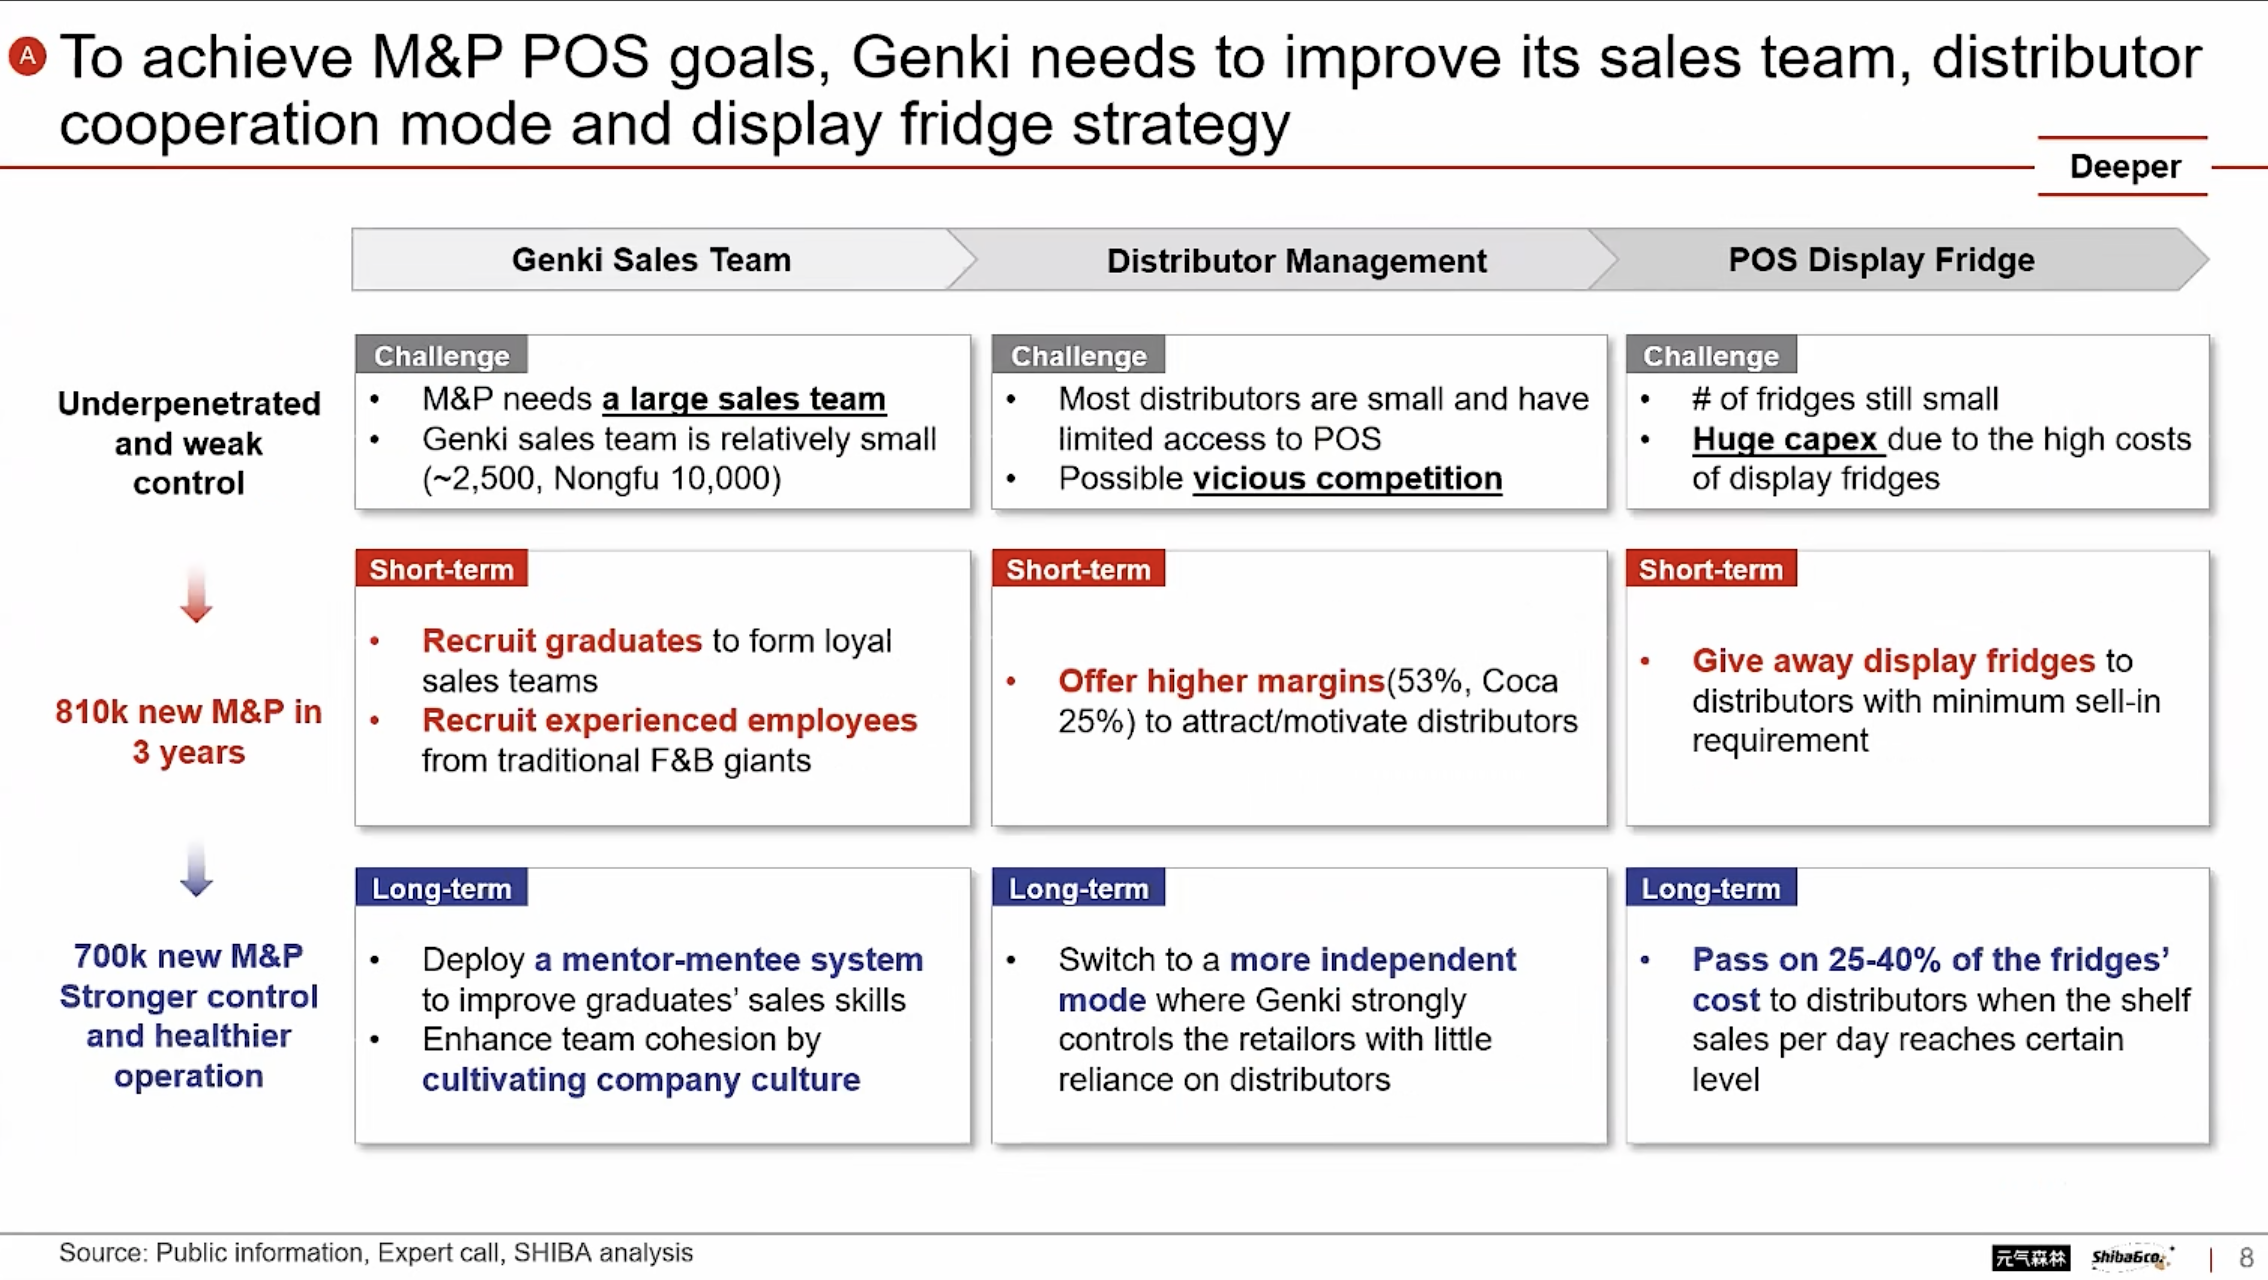 A
To achieve M&P POS goals, Genki needs to improve its sales team, distributor
cooperation mode and display fridge strategy
Deeper
Genki Sales Team
Distributor Management
POS Display Fridge
Underpenetrated
and weak
control
Challenge
• M&P needs a large sales team
• Genki sales team is relatively small
(~2,500, Nongfu 10,000)
Challenge
• Most distributors are small and have
limited access to POS
• Possible vicious competition
Challenge
• # of fridges still small
• Huge capex due to the high costs
of display fridges
810k new M&P in
3 years
Short-term
• Recruit graduates to form loyal
sales teams
• Recruit experienced employees
from traditional F&B giants
Short-term
• Offer higher margins(53%, Coca
25%) to attract/motivate distributors
Short-term
• Give away display fridges to
distributors with minimum sell-in
requirement
700k new M&P
Stronger control
and healthier
operation
Long-term
• Deploy a mentor-mentee system
to improve graduates’ sales skills
• Enhance team cohesion by
cultivating company culture
Long-term
• Switch to a more independent
mode where Genki strongly
controls the retailors with little
reliance on distributors
Long-term
• Pass on 25-40% of the fridges’
cost to distributors when the shelf
sales per day reaches certain
level
Source: Public information, Expert call, SHIBA analysis
元气森林
Shiba&co.
8